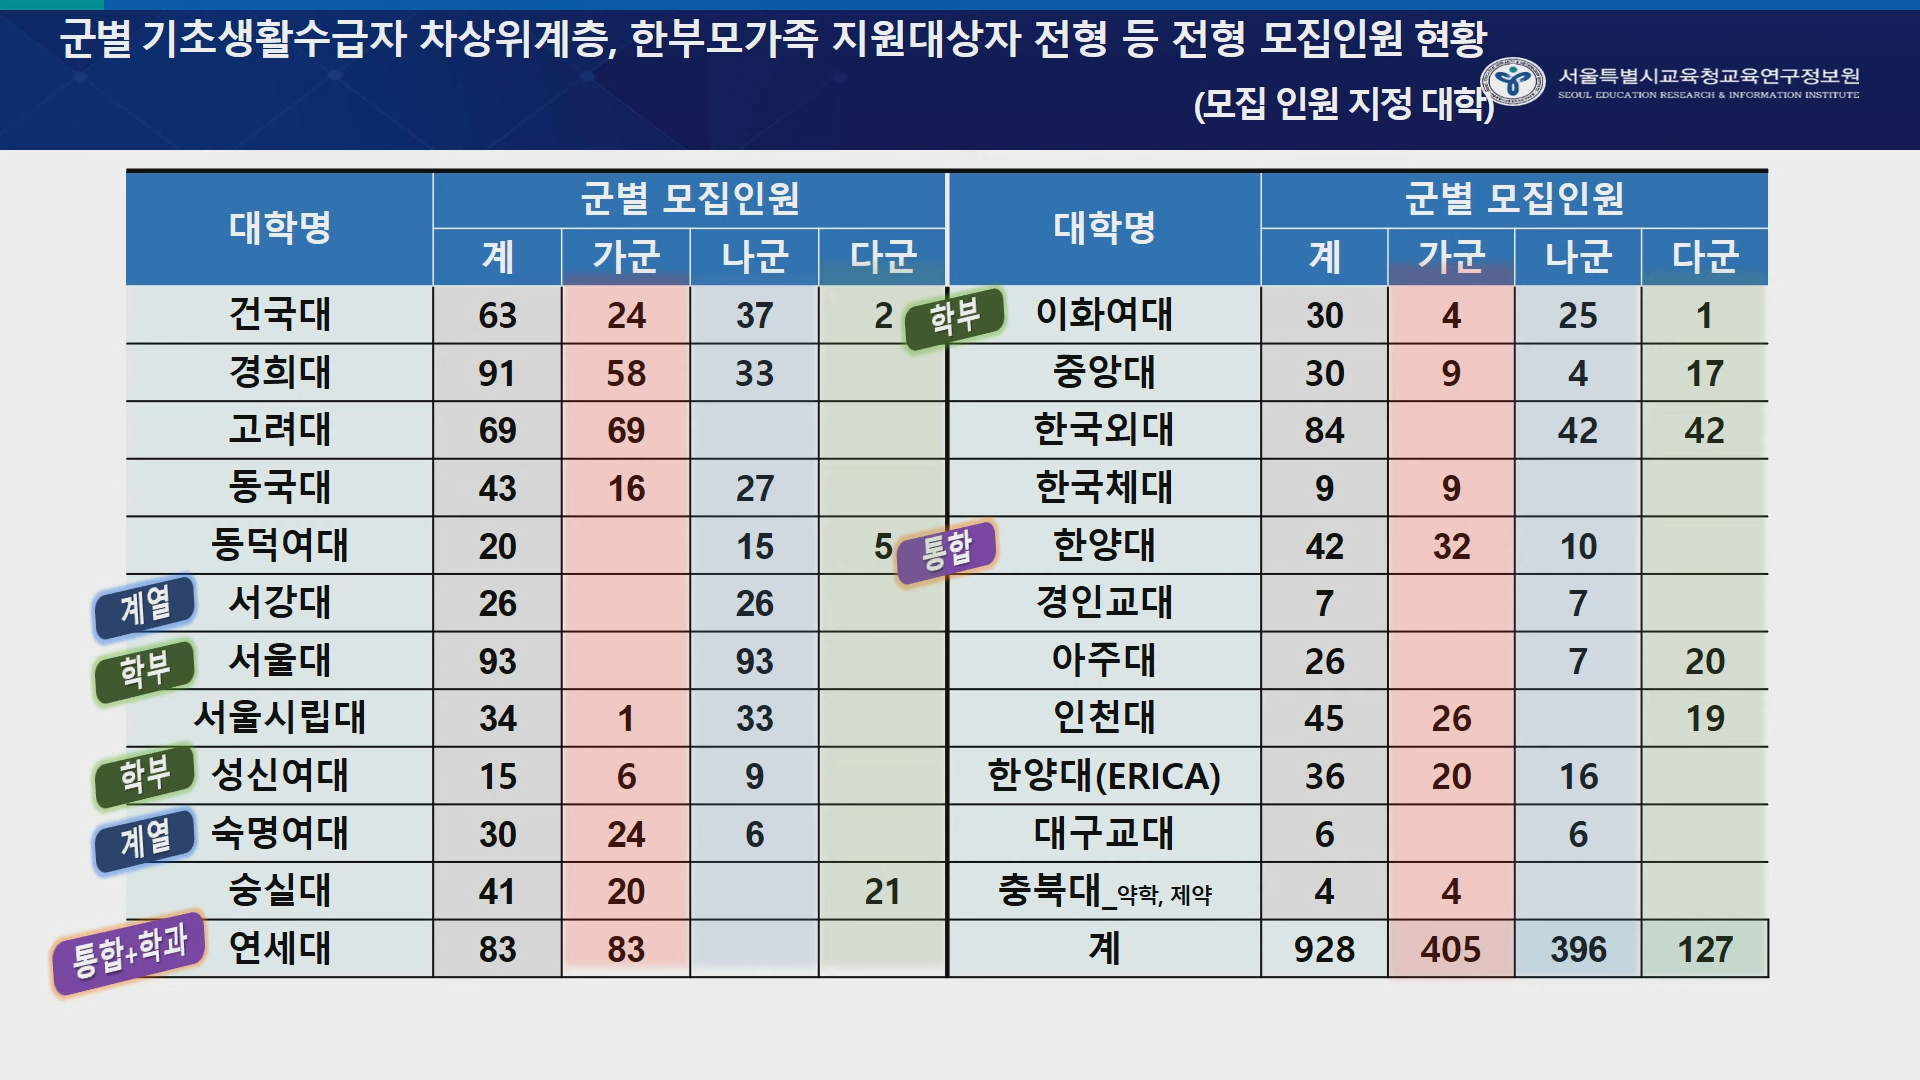 군별 기초생활수급자 차상위계층, 한부모가족 지원대상자 전형 등 전형 모집인원 현황
(모집 인원 지정 대학)
서울특별시교육청교육연구정보원
SEOUL EDUCATION RESEARCH & INFORMATION INSTITUTE
대학명 군별 모집인원 대학명 군별 모집인원
계 가군 나군 다군 계 가군 나군 다군
건국대 63 24 37 2 학부 이화여대 30 4 25 1
경희대 91 58 33 중앙대 30 9 4 17
고려대 69 69 한국외대 84 42 42
동국대 43 16 27 한국체대 9 9
동덕여대 20 15 5 통합 한양대 42 32 10
계열 서강대 26 26 경인교대 7 7
학부 서울대 93 93 아주대 26 7 20
서울시립대 34 1 33 인천대 45 26 19
학부 성신여대 15 6 9 한양대(ERICA) 36 20 16
계열 숙명여대 30 24 6 대구교대 6 6
숭실대 41 20 21 충북대_약학, 제약 4 4
통합+학과 연세대 83 83 계 928 405 396 127